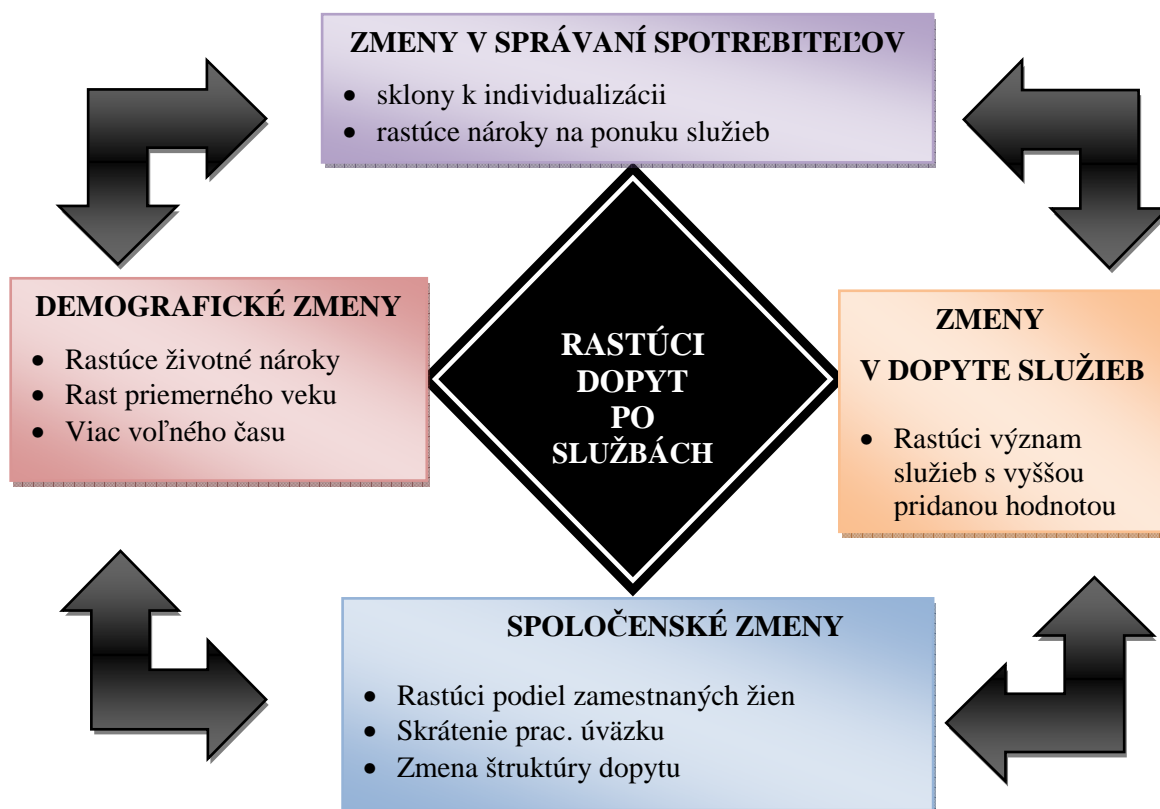 ZMENY V SPRÁVANÍ SPOTREBITEĽOV
• sklony k individualizácii
• rastúce nároky na ponuku služieb
DEMOGRAFICKÉ ZMENY
• Rastúce životné nároky
• Rast priemerného veku
• Viac voľného času
RASTÚCI
DOPYT
PO
SLUŽBÁCH
ZMENY
V DOPYTE SLUŽIEB
• Rastúci význam
služieb s vyššou
pridanou hodnotou
SPOLOČENSKÉ ZMENY
• Rastúci podiel zamestnaných žien
• Skrátenie prac. úväzku
• Zmena štruktúry dopytu